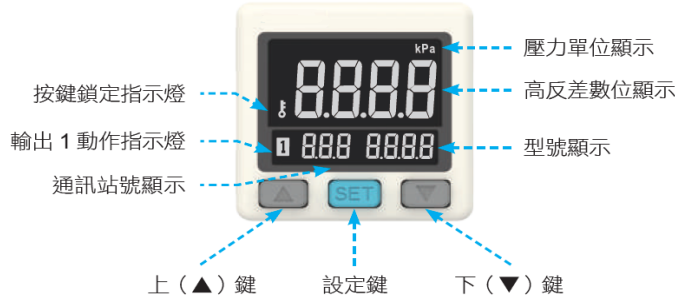 kPa
壓力單位顯示
8.8.8.8
高反差數位顯示
按鍵鎖定指示燈
輸出 1 動作指示燈
1 8.8.8 8.8.8.8
型號顯示
通訊站號顯示
▲ SET ▼
上（▲）鍵 設定鍵 下（▼）鍵